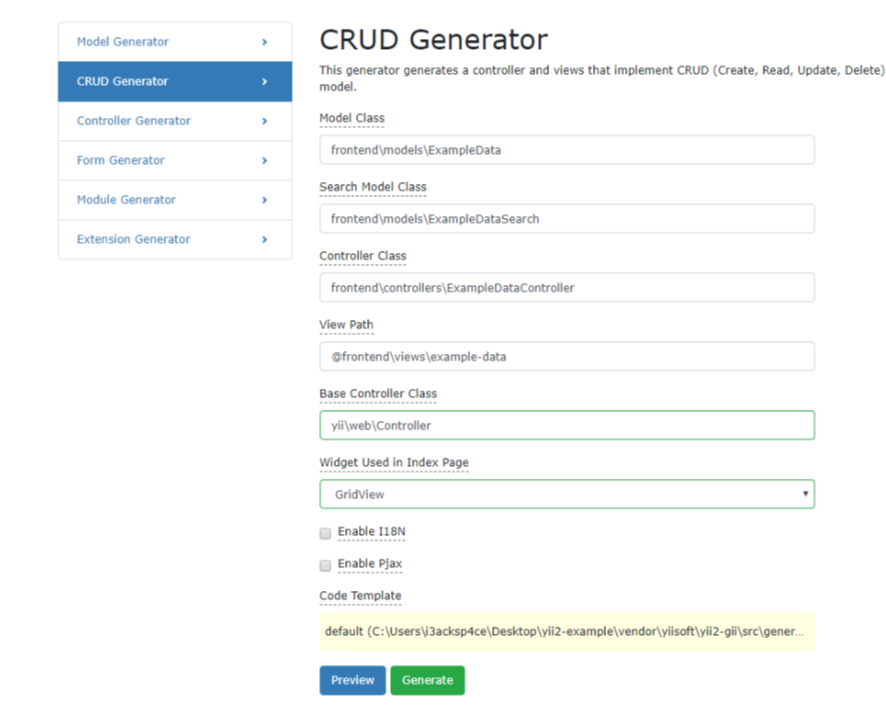 Model Generator
CRUD Generator
Controller Generator
Form Generator
Module Generator
Extension Generator
CRUD Generator
This generator generates a controller and views that implement CRUD (Create, Read, Update, Delete)
model.
Model Class
frontend\models\ExampleData
Search Model Class
frontend\models\ExampleDataSearch
Controller Class
frontend\controllers\ExampleDataController
View Path
@frontend\views\example-data
Base Controller Class
yii\web\Controller
Widget Used in Index Page
GridView
Enable I18N
Enable Pjax
Code Template
default (C:\Users\i3acksp4ce\Desktop\yii2-example\vendor\yiisoft\yii2-gii\src\gener...
Preview Generate